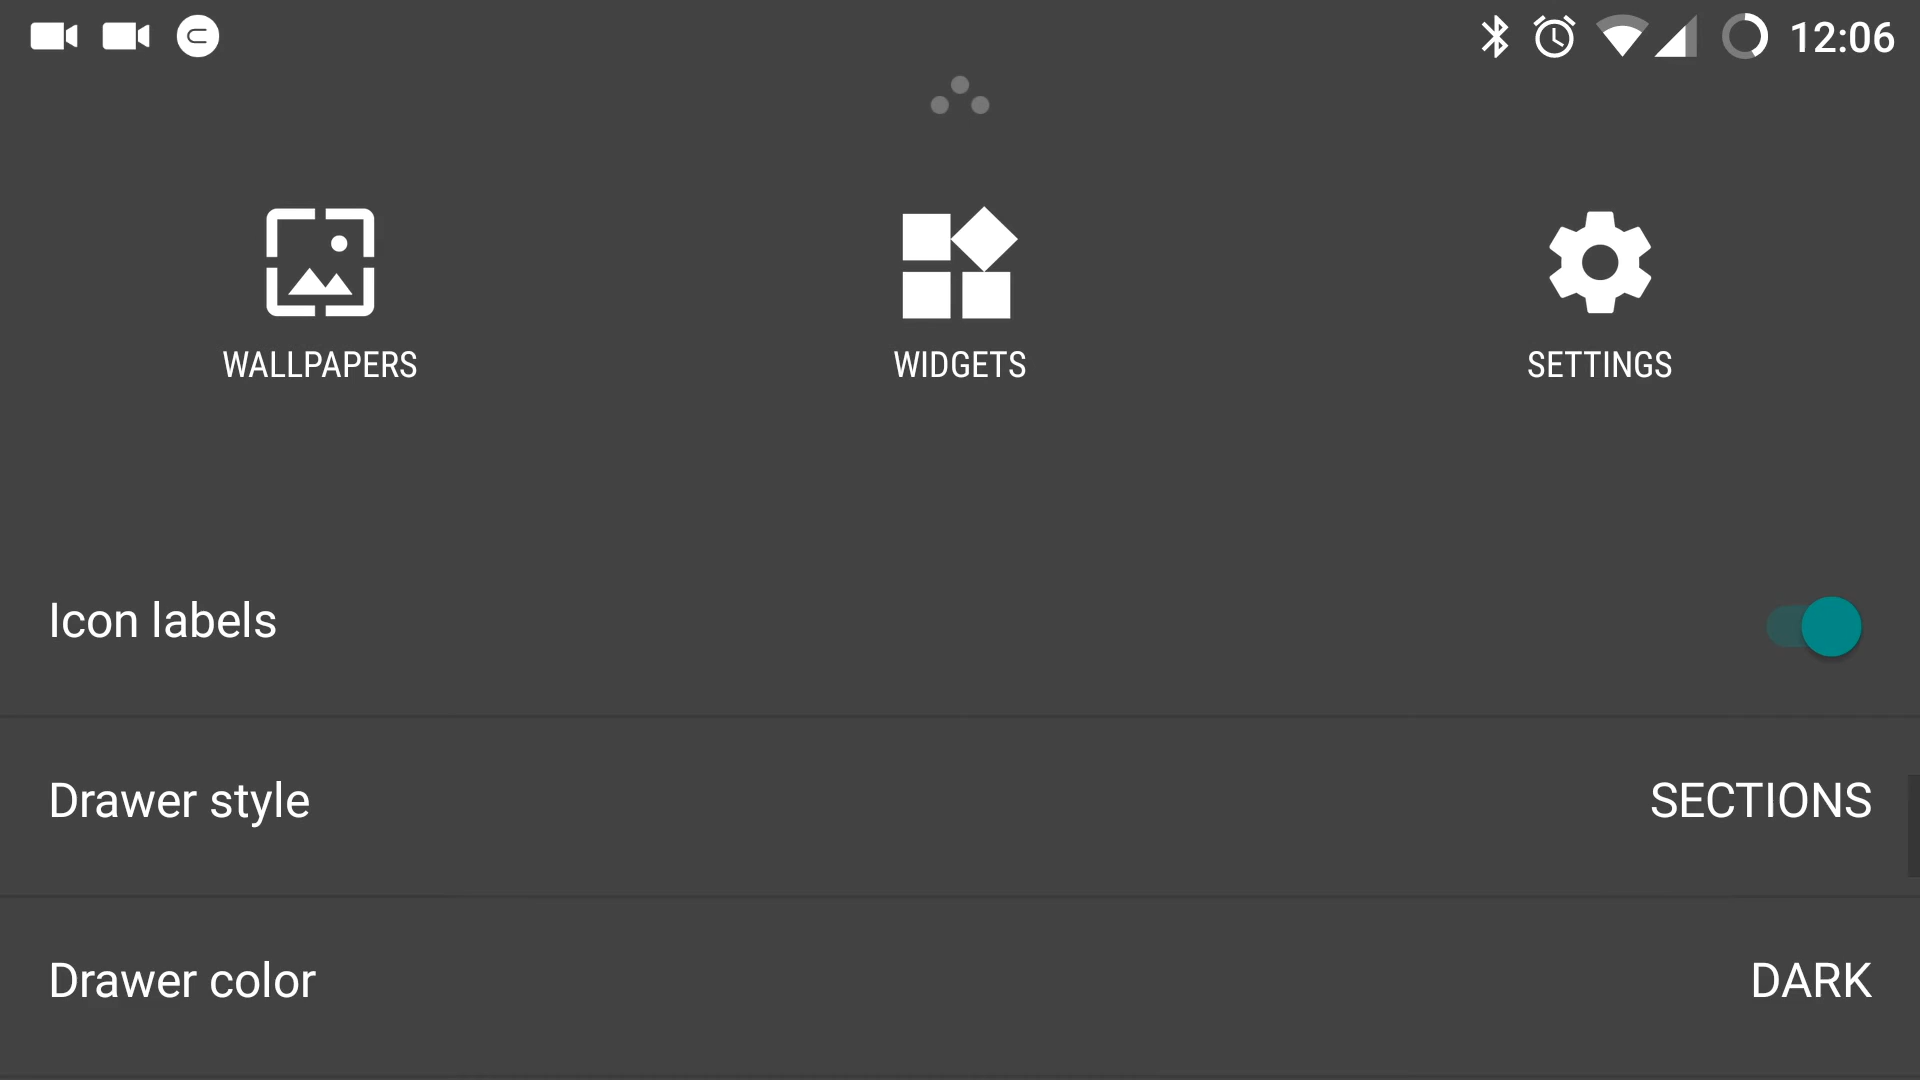 12:06
WALLPAPERS
WIDGETS
SETTINGS
Icon labels
Drawer style
SECTIONS
Drawer color
DARK